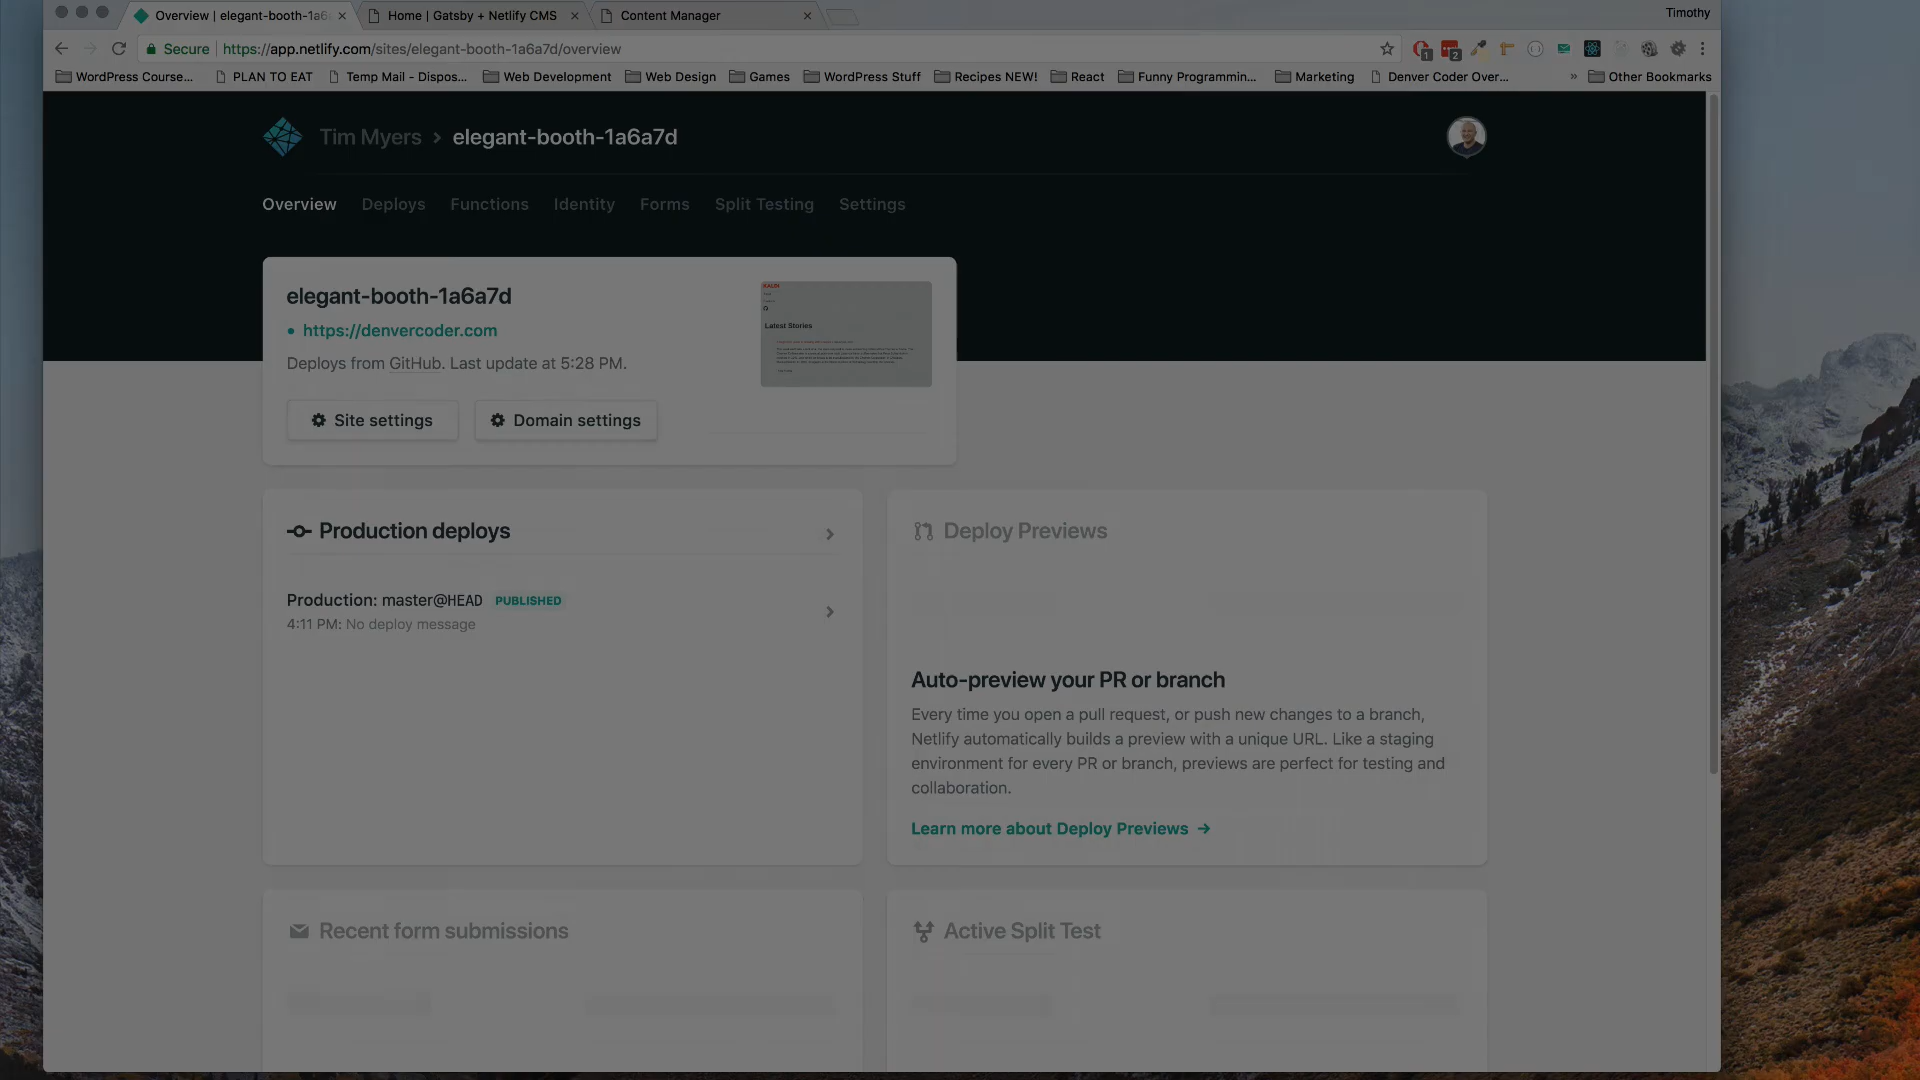 Timothy
Overview | elegant-booth-1a6
Home | Gatsby + Netlify CMS
Content Manager
Secure
https://app.netlify.com/sites/elegant-booth-1a6a7d/overview
1
2
WordPress Course...
PLAN TO EAT
Temp Mail - Dispos...
Web Development
Web Design
Games
WordPress Stuff
Recipes NEW!
React
Funny Programmin...
Marketing
Denver Coder Over...
»
Other Bookmarks
Tim Myers > elegant-booth-1a6a7d
Overview
Deploys
Functions
Identity
Forms
Split Testing
Settings
elegant-booth-1a6a7d
https://denvercoder.com
Deploys from GitHub. Last update at 5:28 PM.
Latest Stories
Site settings
Domain settings
Production deploys
Production: master@HEAD PUBLISHED
4:11 PM: No deploy message
Deploy Previews
Auto-preview your PR or branch
Every time you open a pull request, or push new changes to a branch,
Netlify automatically builds a preview with a unique URL. Like a staging
environment for every PR or branch, previews are perfect for testing and
collaboration.
Learn more about Deploy Previews →
Recent form submissions
Active Split Test